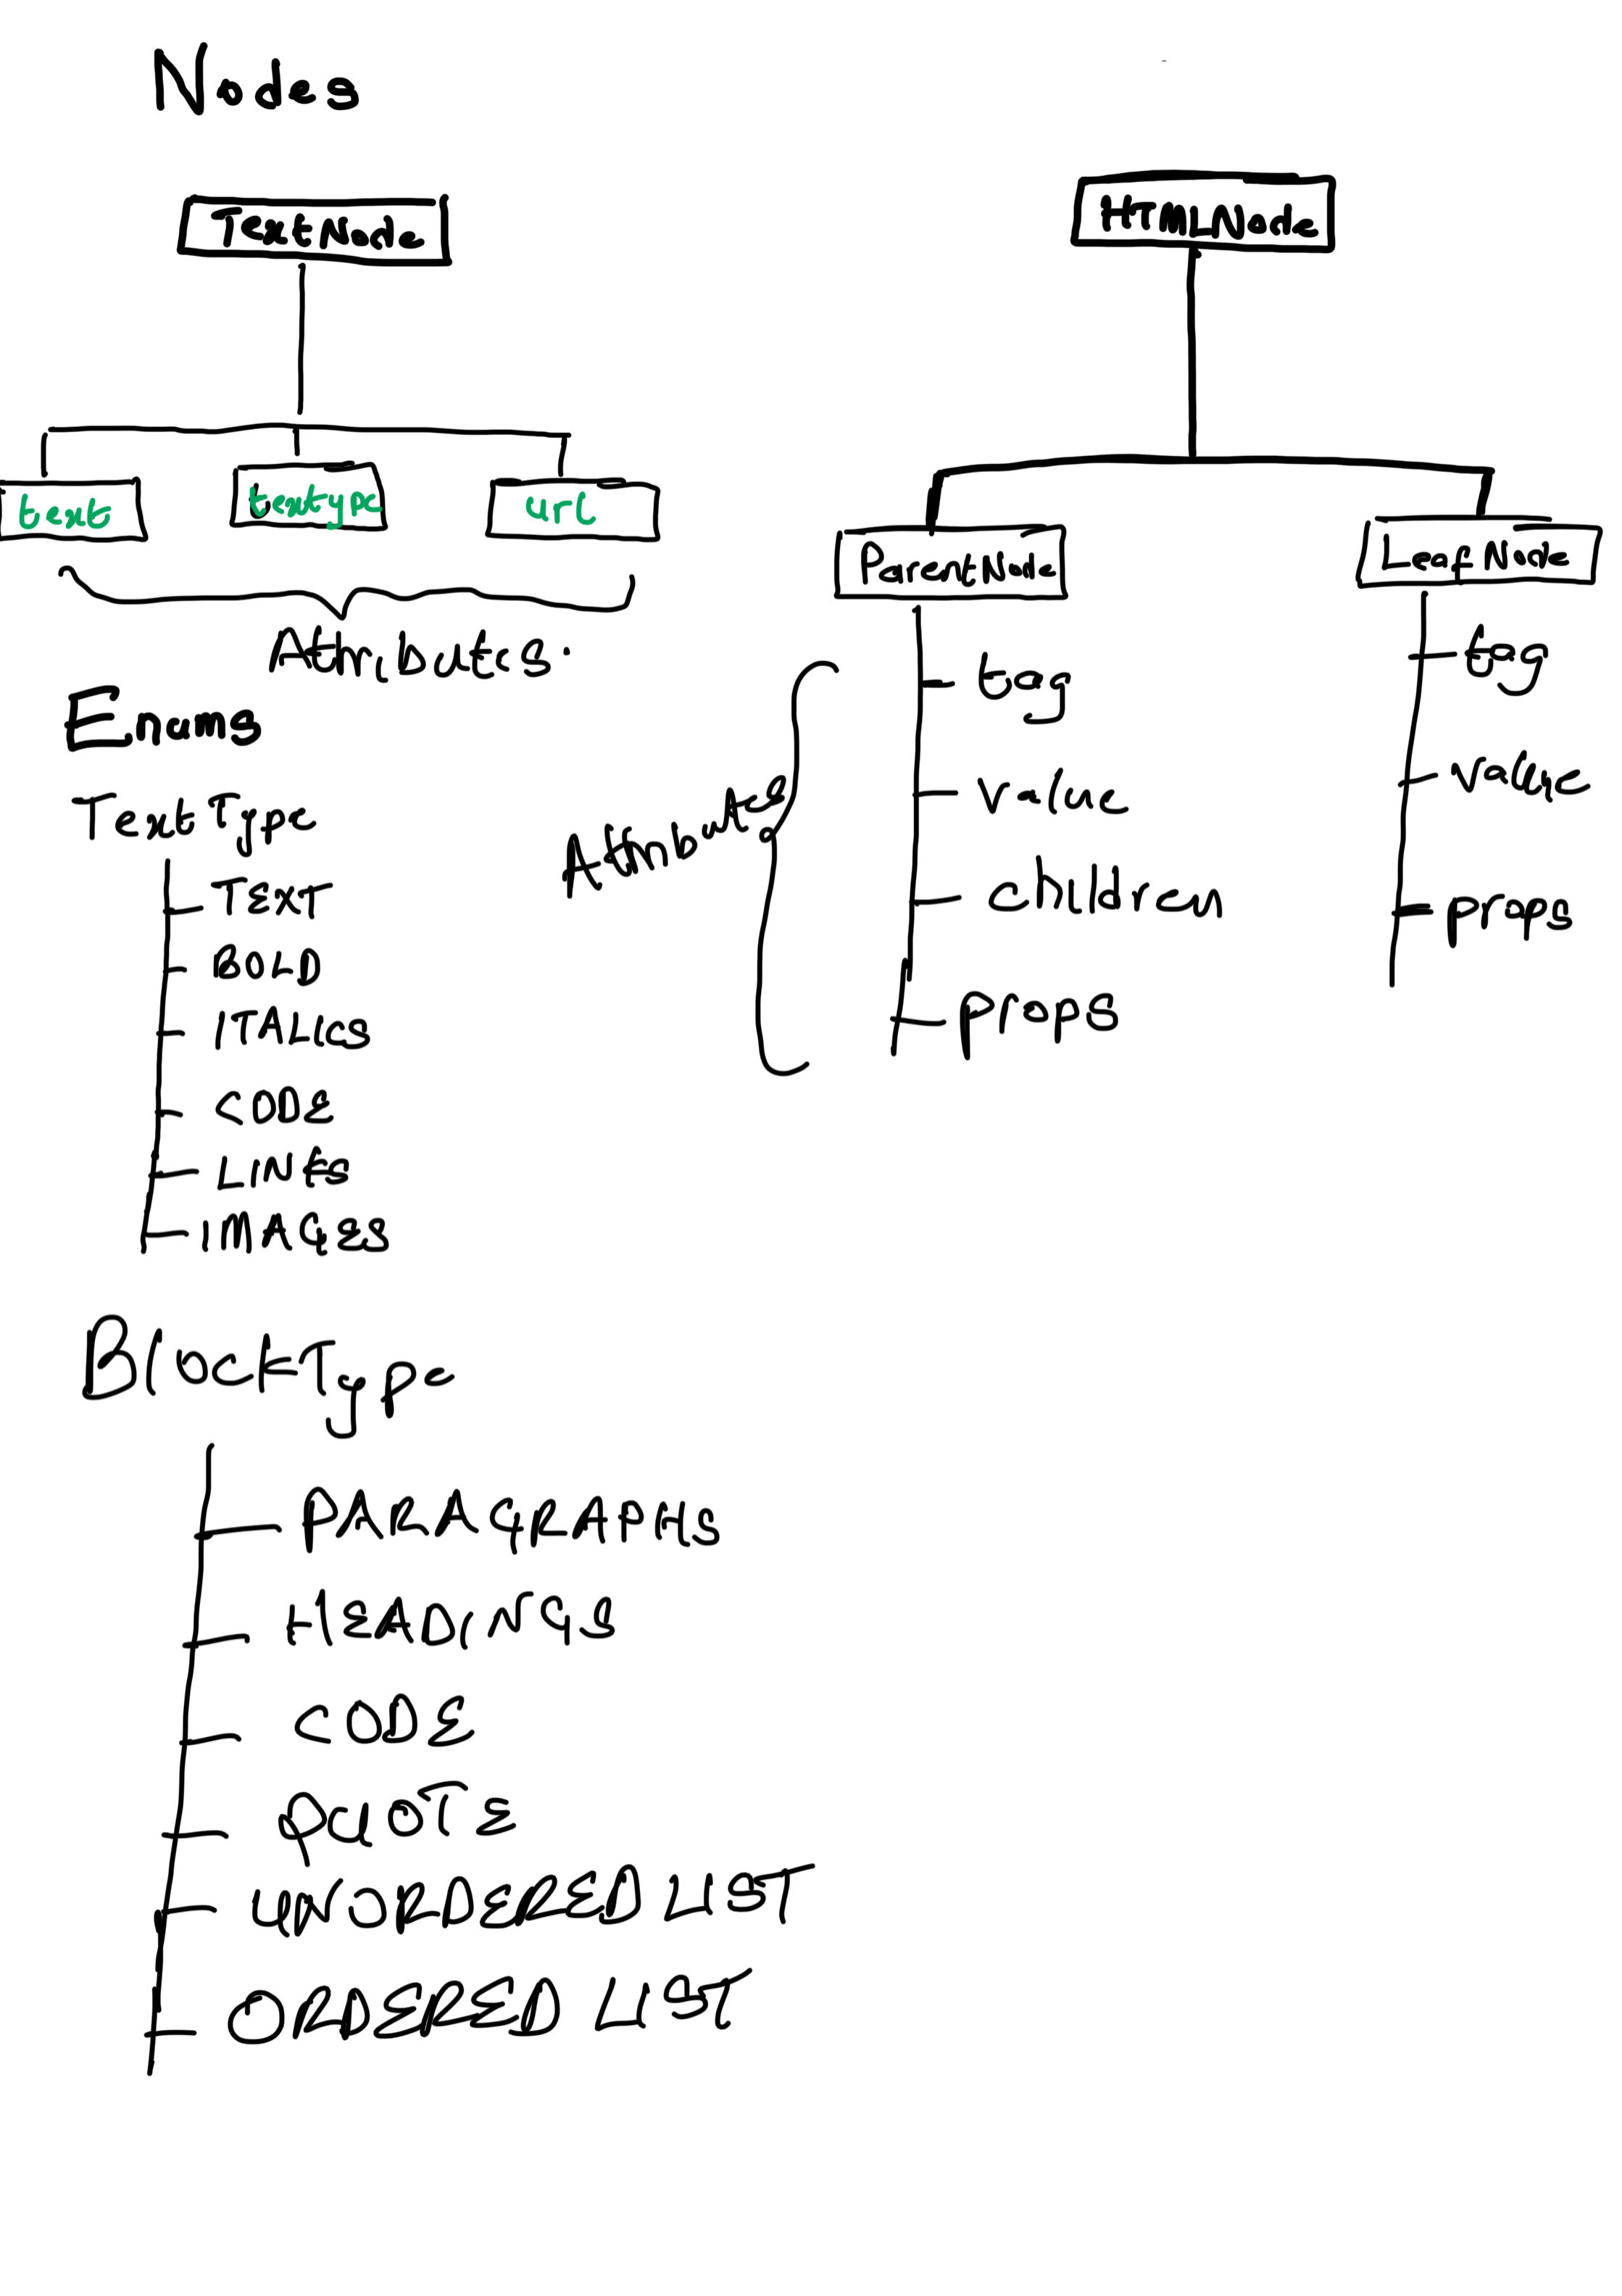 Nodes
TextNode
text
textype
url
Attributes.
HTMLNode
ParentNode
tag
value
children
props
Attributes
LeafNode
tag
value
props
Enums
TextType
TEXT
BOLD
ITALICS
CODE
LINKS
IMAGES
BlockType
PARAGRAPHS
HEADINGS
CODE
QUOTE
UNORDERED LIST
ORDERED LIST